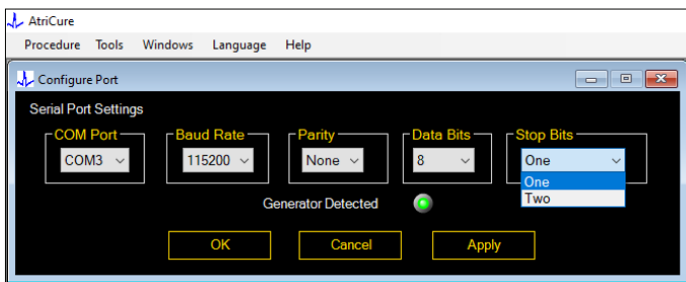 AtriCure
Procedure Tools Windows Language Help
Configure Port
Serial Port Settings
COM Port Baud Rate Parity Data Bits Stop Bits
COM3 115200 None 8 One
One
Two
Generator Detected
OK Cancel Apply